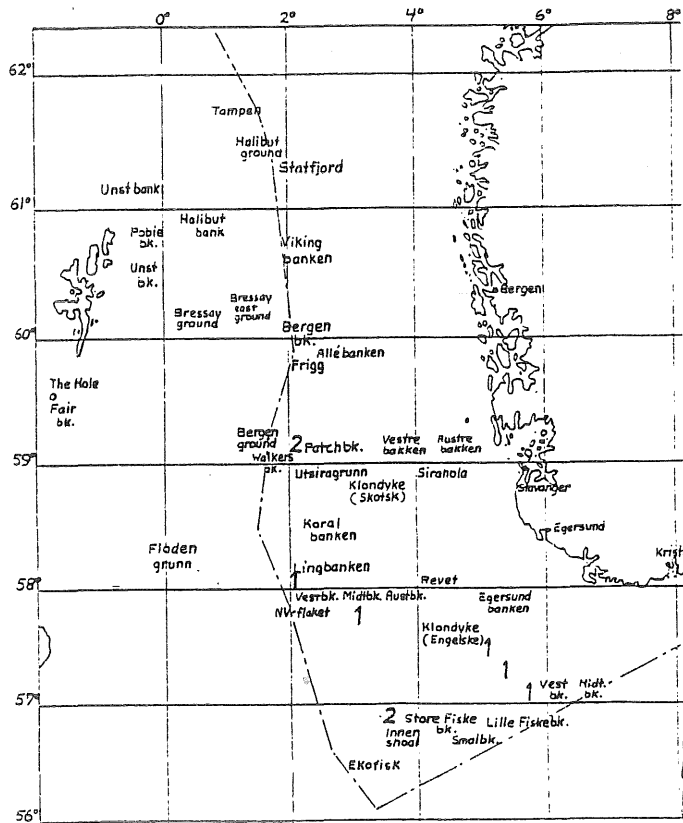 0°
2°
4°
6°
8°
62°
Tampen
Halibut
ground
Statfjord
Unst bank
61°
Pobie
bk.
Halibut
bank
Viking
banken
Unst
bk.
Bergen
Bressay
ground
Bressay
east
ground
Bergen
bk.
60°
Allé banken
Frigg
The Hole
Fair
bk.
Bergen
ground
2 Patchbk.
Vestre
bakken
Austre
bakken
Walkers
bk.
59°
Utsiragrunn
Sirahola
Klondyke
(Skotsk)
Stavanger
Koral
banken
Egersund
Fladen
grunn
Lingbanken
1
Revet
Krist
58°
Vestbk. Midtbk. Austbk.
Egersund
banken
NV-flaket
1
Klondyke
(Engelske)
1
1
1
Vest
bk.
Midt.
bk.
57°
2 Store Fiske
bk.
Lille Fiskebk.
Innen
shoal
Smalbk.
Ekofisk
56°